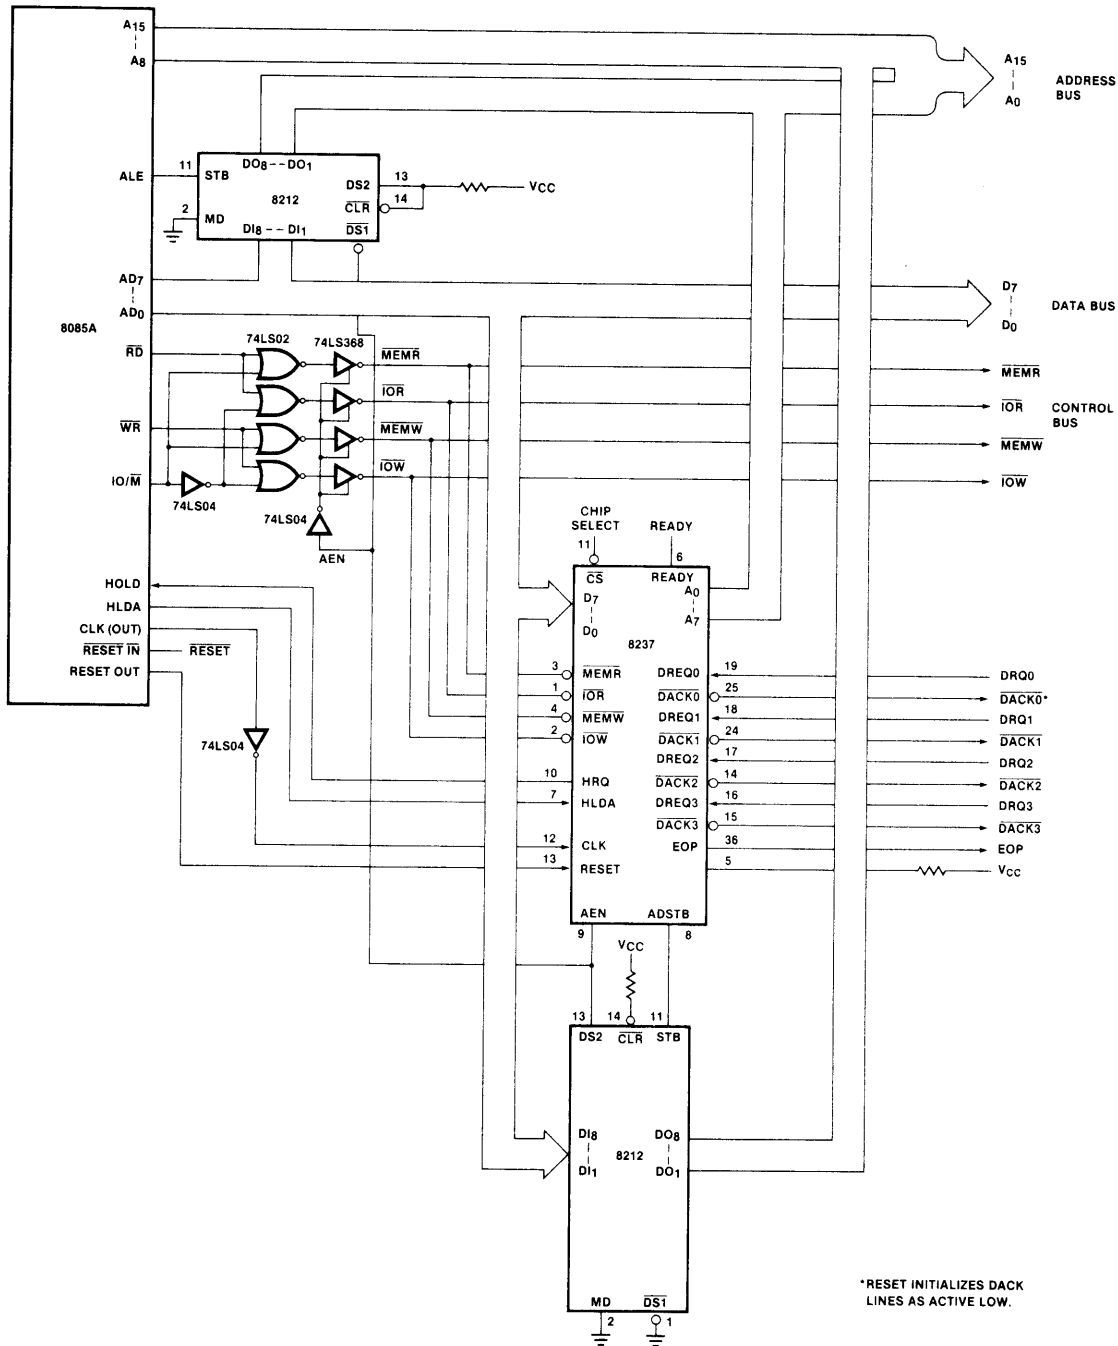 A15
A8
A15
A0
ADDRESS
BUS
ALE
11
STB
DO8 -- DO1
8212
DS2
13
CLR
14
VCC
2
MD
DI8 -- DI1
DS1
AD7
AD0
D7
D0
DATA BUS
8085A
74LS02
74LS368
RD
MEMR
MEMR
IOR
IOR
CONTROL
BUS
WR
MEMW
MEMW
IOW
IOW
IO/M
74LS04
74LS04
AEN
CHIP
SELECT
11
READY
6
CS
READY
D7
D0
A0
A7
8237
HOLD
HLDA
CLK (OUT)
RESET IN
RESET
RESET OUT
74LS04
3
MEMR
1
IOR
4
MEMW
2
IOW
10
HRQ
7
HLDA
12
CLK
13
RESET
DREQ0
19
DRQ0
DACK0
25
DACK0*
DREQ1
18
DRQ1
DACK1
24
DACK1
DREQ2
17
DRQ2
DACK2
14
DACK2
DREQ3
16
DRQ3
DACK3
15
DACK3
EOP
36
EOP
5
VCC
AEN
ADSTB
9
8
VCC
13
14
11
DS2
CLR
STB
DI8
DI1
8212
DO8
DO1
MD
DS1
2
1
*RESET INITIALIZES DACK
LINES AS ACTIVE LOW.